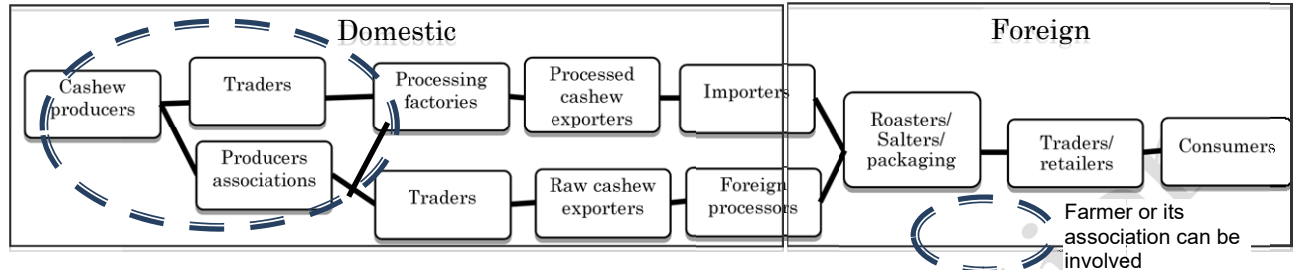 Domestic
Foreign
Cashew
producers
Traders
Producers
associations
Processing
factories
Processed
cashew
exporters
Importers
Traders
Raw cashew
exporters
Foreign
processors
Roasters/
Salters/
packaging
Traders/
retailers
Consumers
Farmer or its
association can be
involved